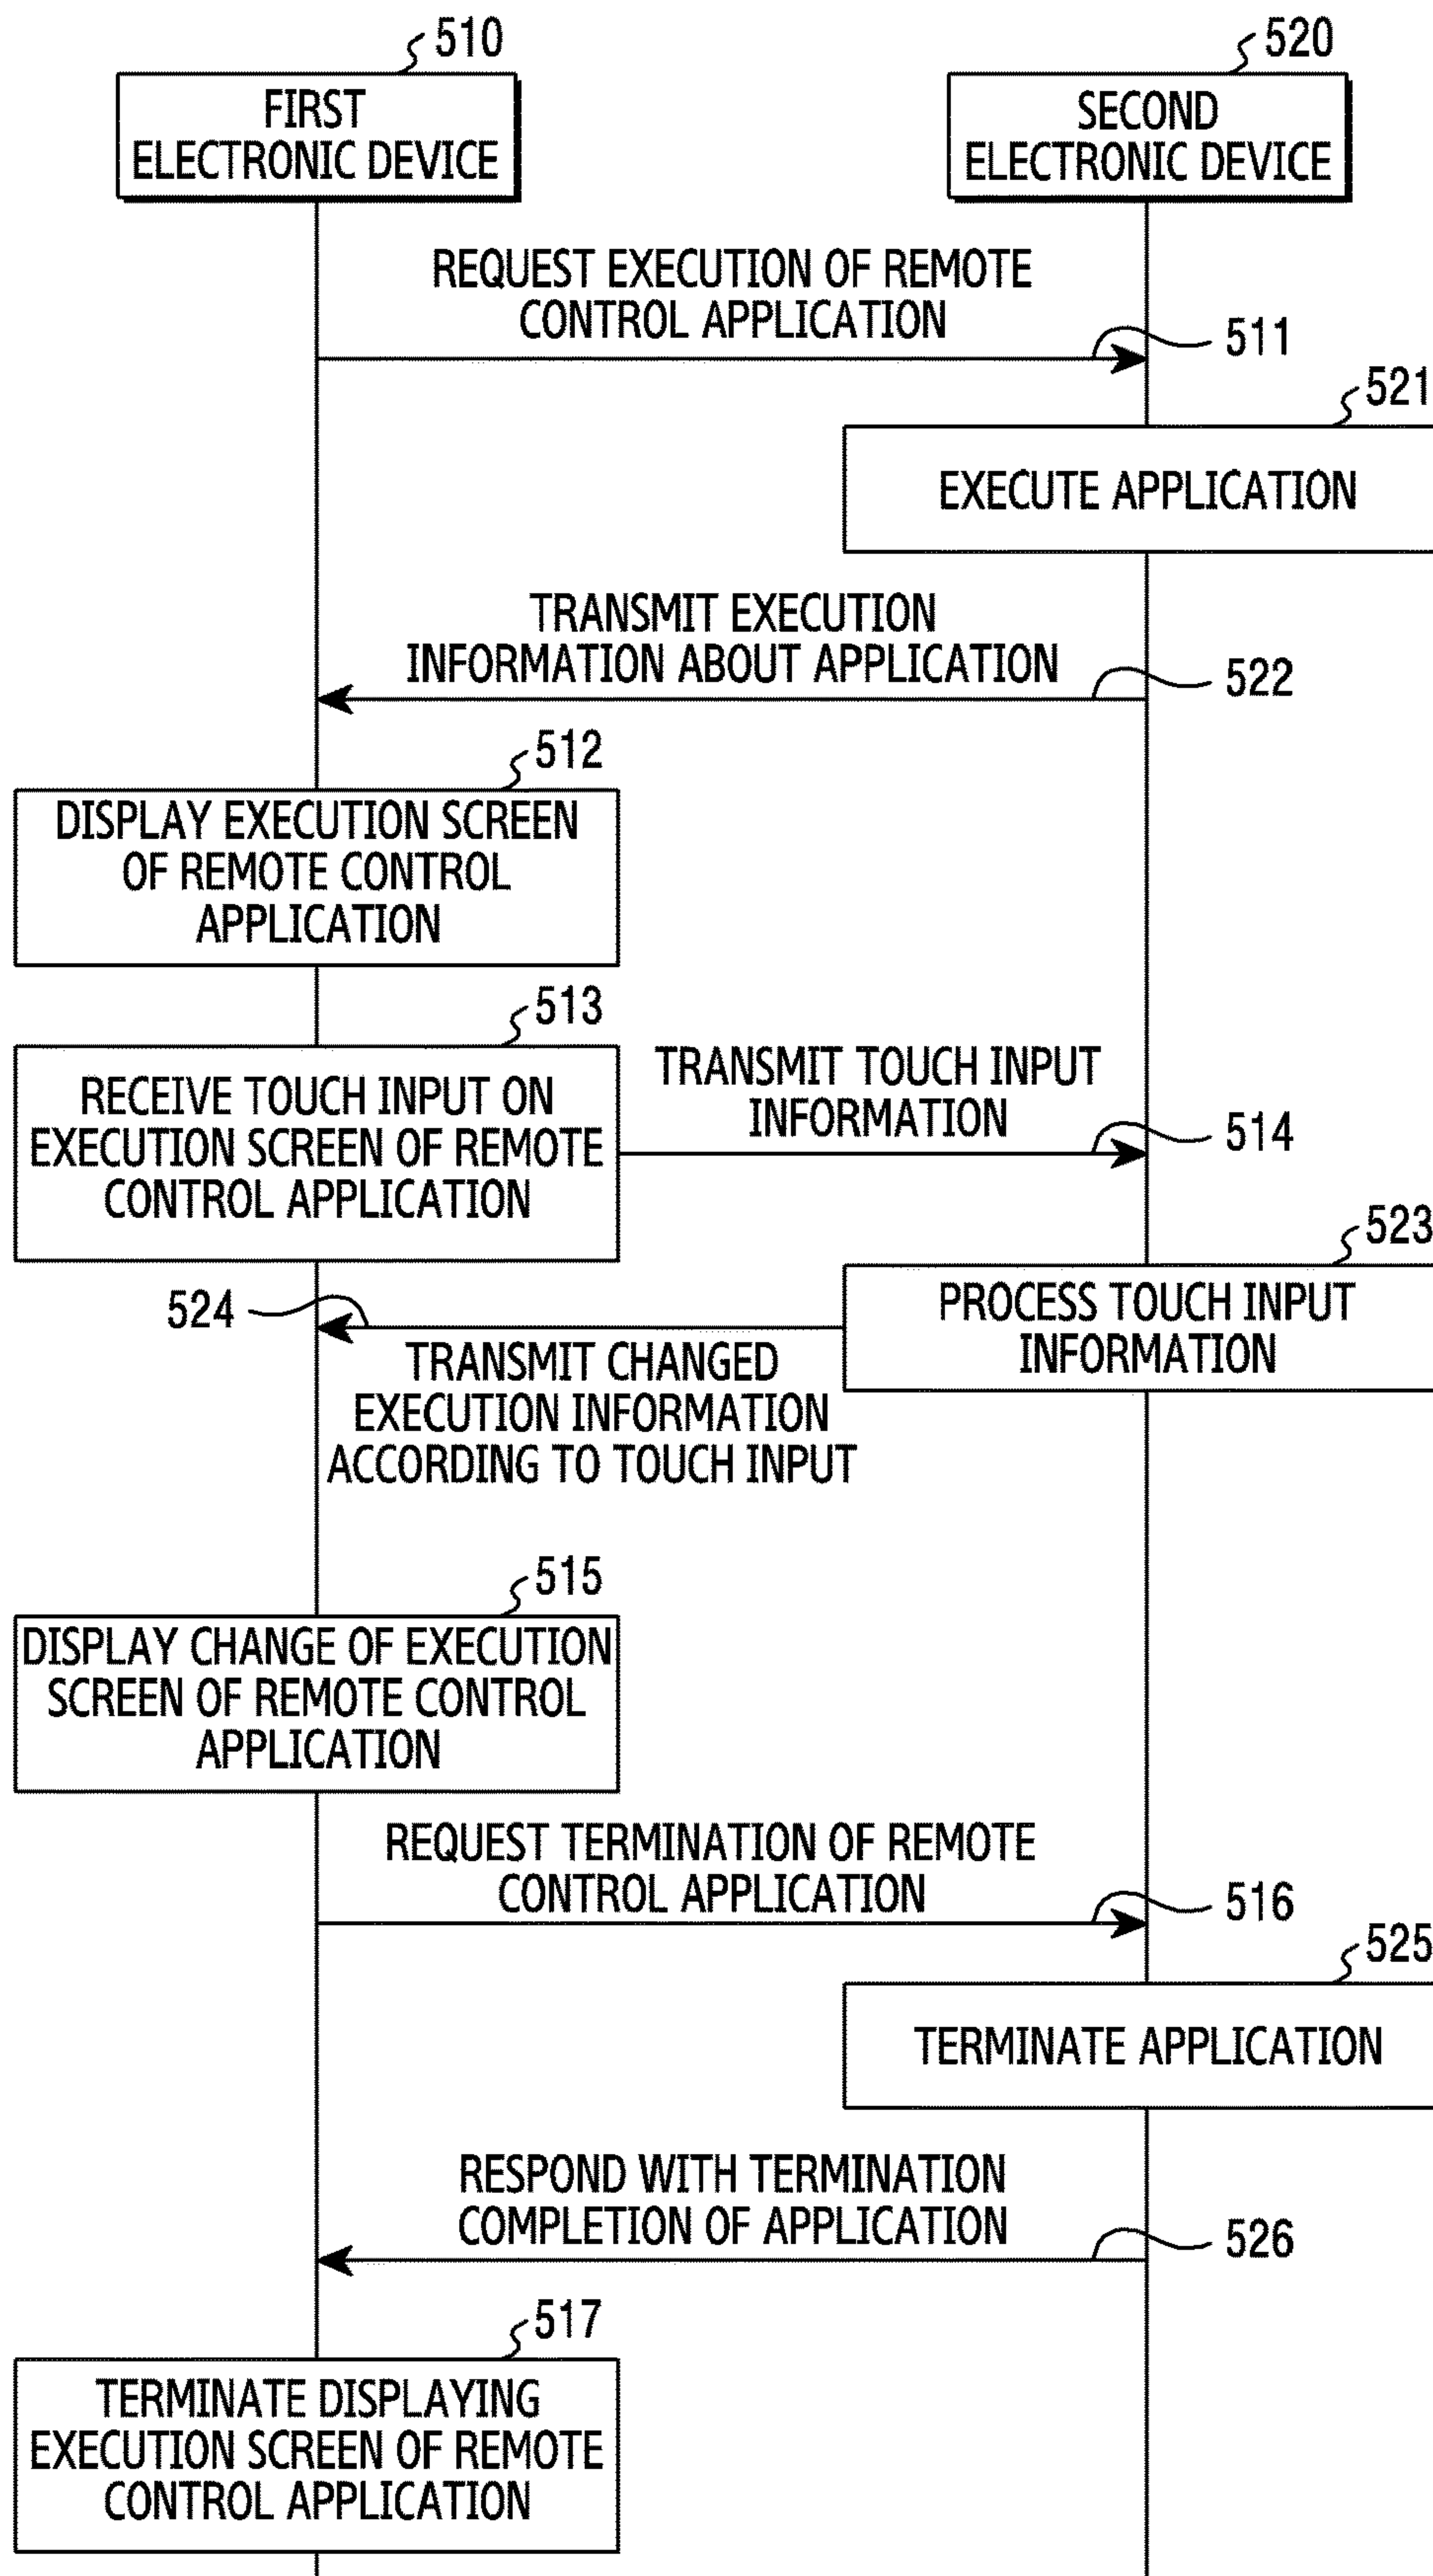 510
FIRST
ELECTRONIC DEVICE
520
SECOND
ELECTRONIC DEVICE
REQUEST EXECUTION OF REMOTE
CONTROL APPLICATION
511
521
EXECUTE APPLICATION
TRANSMIT EXECUTION
INFORMATION ABOUT APPLICATION
522
512
DISPLAY EXECUTION SCREEN
OF REMOTE CONTROL
APPLICATION
513
RECEIVE TOUCH INPUT ON
EXECUTION SCREEN OF REMOTE
CONTROL APPLICATION
TRANSMIT TOUCH INPUT
INFORMATION
514
523
PROCESS TOUCH INPUT
INFORMATION
524
TRANSMIT CHANGED
EXECUTION INFORMATION
ACCORDING TO TOUCH INPUT
515
DISPLAY CHANGE OF EXECUTION
SCREEN OF REMOTE CONTROL
APPLICATION
REQUEST TERMINATION OF REMOTE
CONTROL APPLICATION
516
525
TERMINATE APPLICATION
RESPOND WITH TERMINATION
COMPLETION OF APPLICATION
526
517
TERMINATE DISPLAYING
EXECUTION SCREEN OF REMOTE
CONTROL APPLICATION